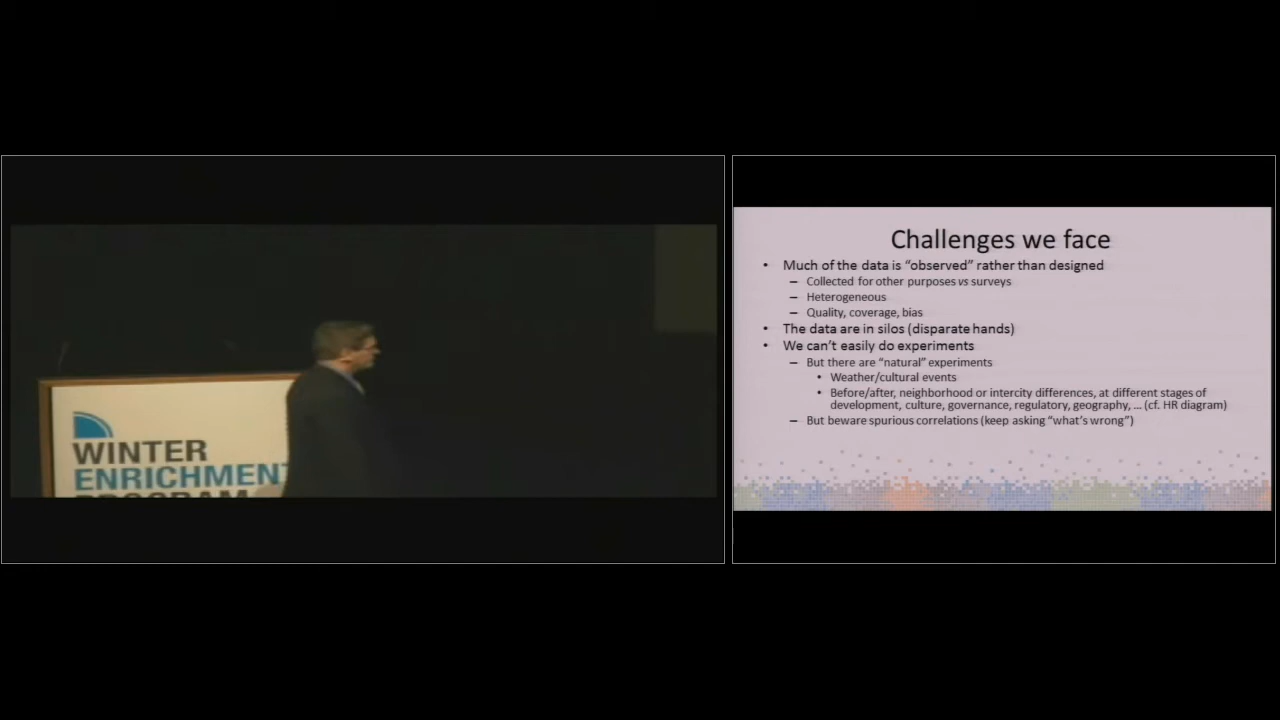 WINTER
ENRICHMENT
PROGRAM
Challenges we face
• Much of the data is “observed” rather than designed
– Collected for other purposes vs surveys
– Heterogeneous
– Quality, coverage, bias
• The data are in silos (disparate hands)
• We can’t easily do experiments
– But there are “natural” experiments
• Weather/cultural events
• Before/after, neighborhood or intercity differences, at different stages of
development, culture, governance, regulatory, geography, ... (cf. HR diagram)
– But beware spurious correlations (keep asking “what’s wrong”)